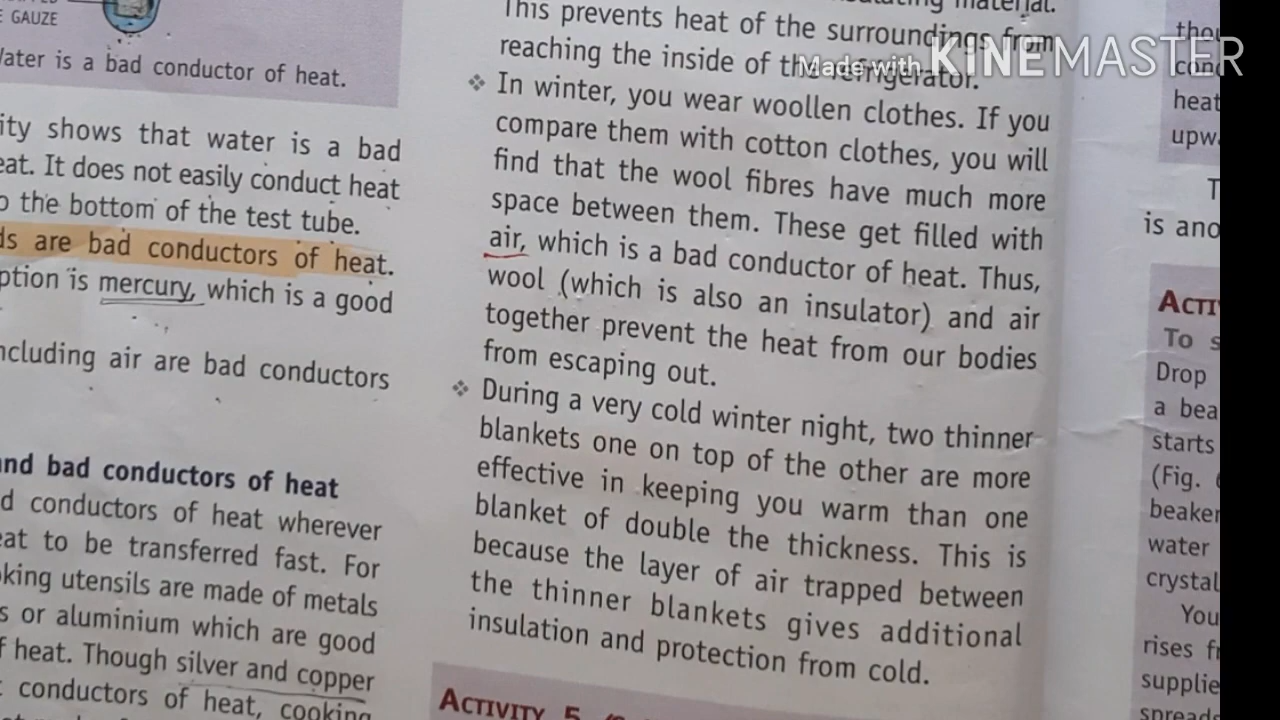 GAUZE
Water is a bad conductor of heat.
shows that water is a bad
It does not easily conduct heat
the bottom of the test tube.
are bad conductors of heat.
is mercury, which is a good
including air are bad conductors
and bad conductors of heat
conductors of heat wherever
to be transferred fast. For
utensils are made of metals
or aluminium which are good
heat. Though silver and copper
conductors of heat, cooking
material.
This prevents heat of the surroundings from
reaching the inside of the refrigerator.
❖ In winter, you wear woollen clothes. If you
compare them with cotton clothes, you will
find that the wool fibres have much more
space between them. These get filled with
air, which is a bad conductor of heat. Thus,
wool (which is also an insulator) and air
together prevent the heat from our bodies
from escaping out.
❖ During a very cold winter night, two thinner
blankets one on top of the other are more
effective in keeping you warm than one
blanket of double the thickness. This is
because the layer of air trapped between
the thinner blankets gives additional
insulation and protection from cold.
ACTIVITY 5
Made with KINEMASTER
heat
is ano
ACTI
To s
Drop
a bea
starts
(Fig.
beaker
water
crystal
You
rises
supplie
spreads